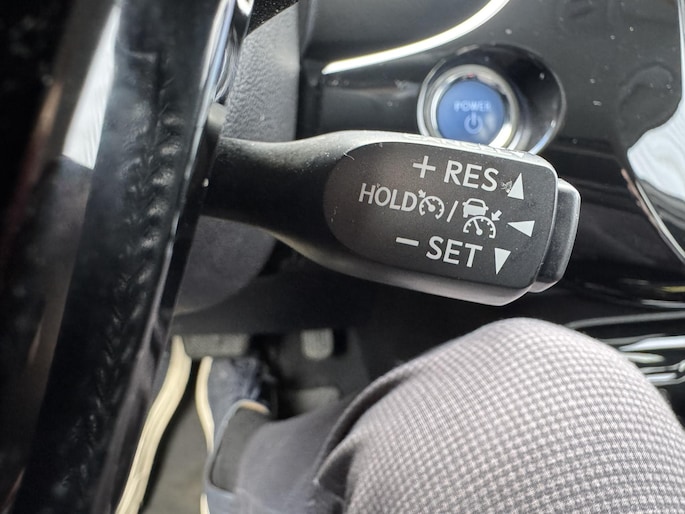 POWER
+ RES
HOLD /
− SET